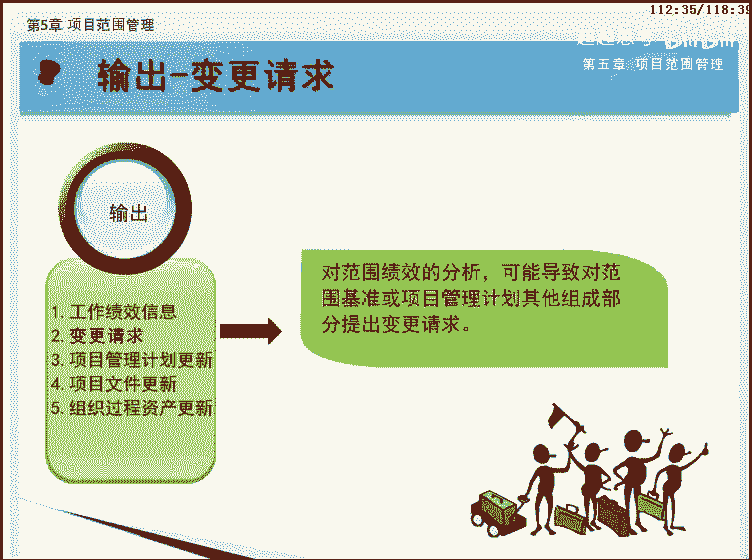 112:35/118:39
第5章 项目范围管理
输出-变更请求
第五章 项目范围管理
输出
1. 工作绩效信息
2. 变更请求
3. 项目管理计划更新
4. 项目文件更新
5. 组织过程资产更新
对范围绩效的分析，可能导致对范
围基准或项目管理计划其他组成部
分提出变更请求。